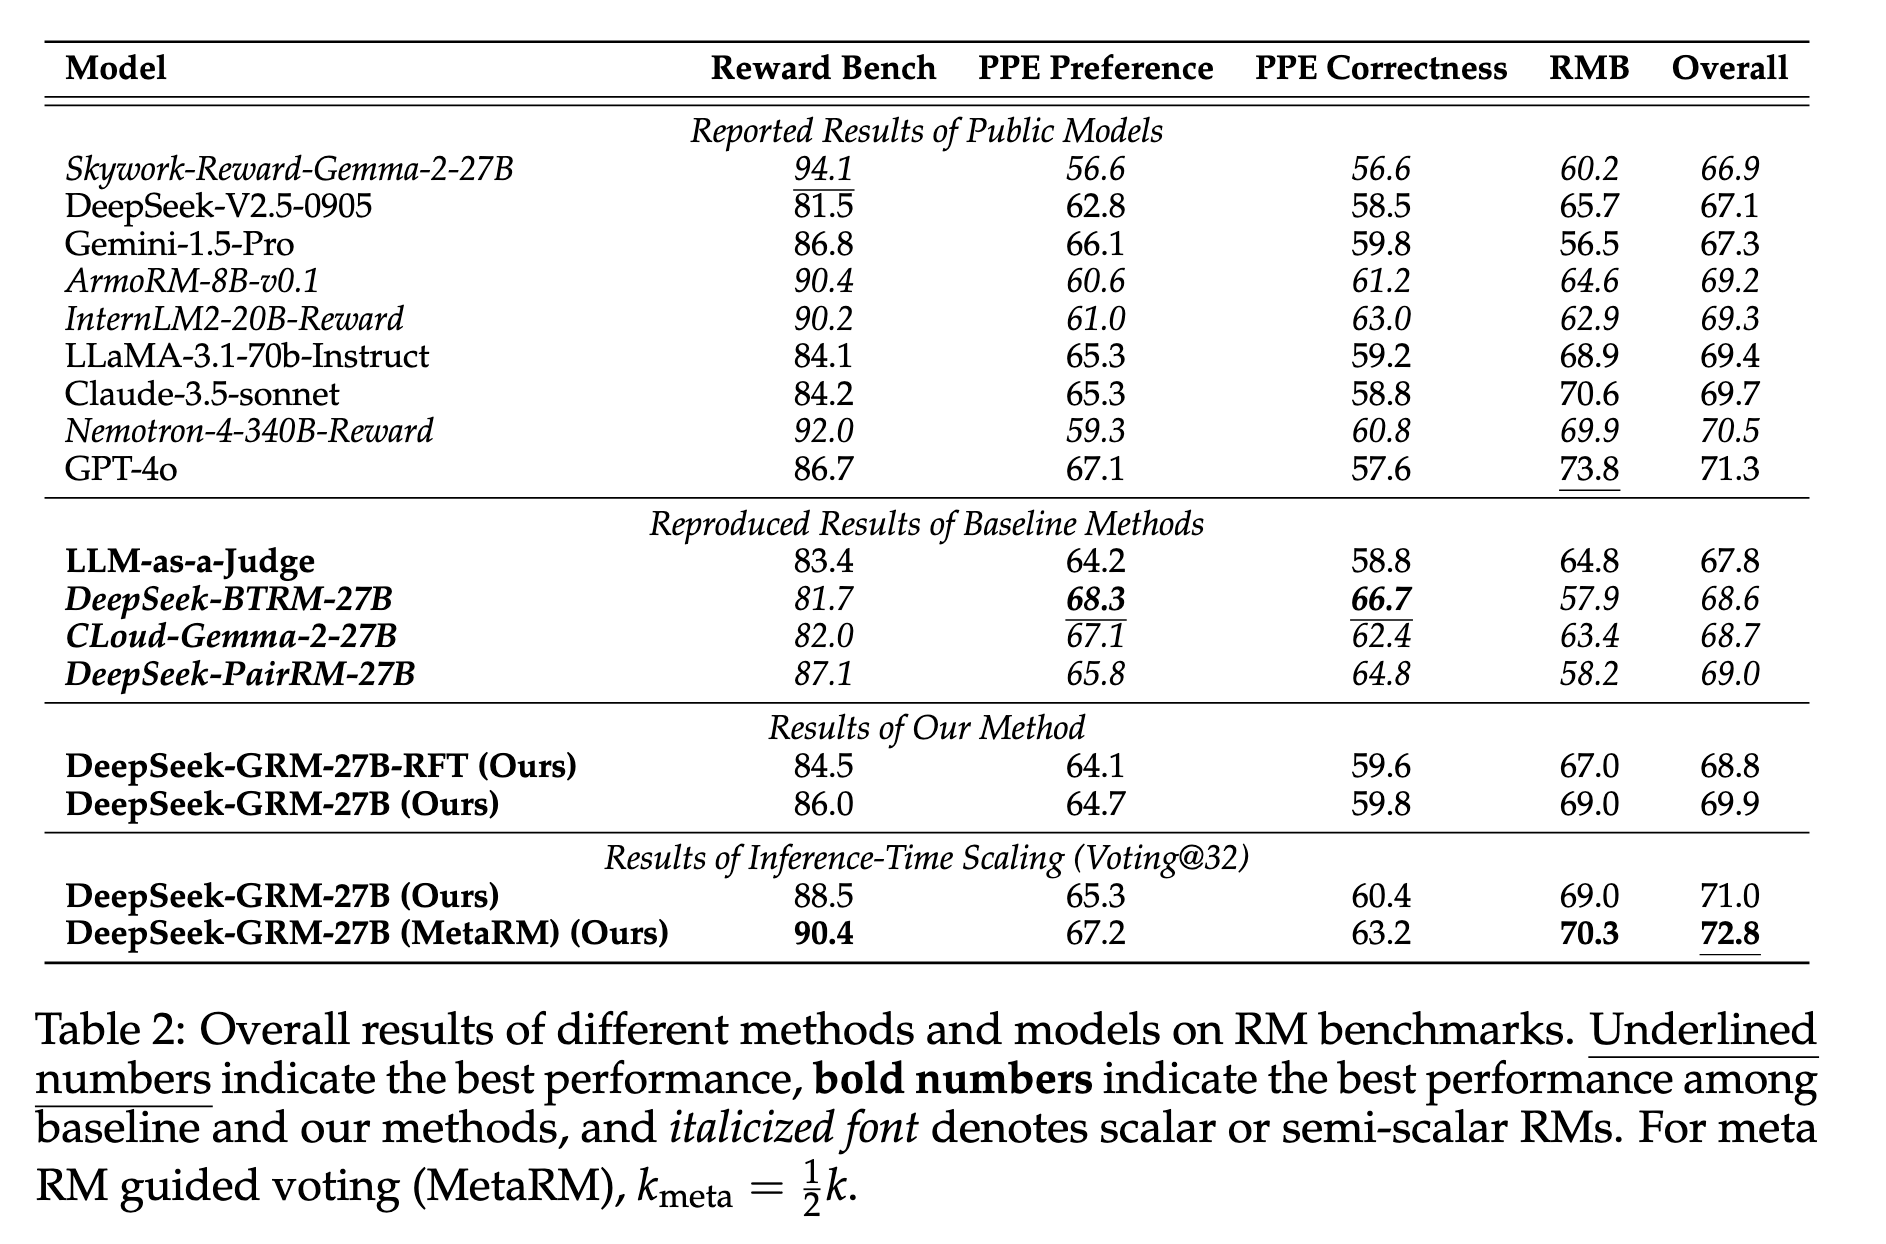 Model Reward Bench PPE Preference PPE Correctness RMB Overall
Reported Results of Public Models
Skywork-Reward-Gemma-2-27B 94.1 56.6 56.6 60.2 66.9
DeepSeek-V2.5-0905 81.5 62.8 58.5 65.7 67.1
Gemini-1.5-Pro 86.8 66.1 59.8 56.5 67.3
ArmoRM-8B-v0.1 90.4 60.6 61.2 64.6 69.2
InternLM2-20B-Reward 90.2 61.0 63.0 62.9 69.3
LLaMA-3.1-70b-Instruct 84.1 65.3 59.2 68.9 69.4
Claude-3.5-sonnet 84.2 65.3 58.8 70.6 69.7
Nemotron-4-340B-Reward 92.0 59.3 60.8 69.9 70.5
GPT-4o 86.7 67.1 57.6 73.8 71.3
Reproduced Results of Baseline Methods
LLM-as-a-Judge 83.4 64.2 58.8 64.8 67.8
DeepSeek-BTRM-27B 81.7 68.3 66.7 57.9 68.6
CLoud-Gemma-2-27B 82.0 67.1 62.4 63.4 68.7
DeepSeek-PairRM-27B 87.1 65.8 64.8 58.2 69.0
Results of Our Method
DeepSeek-GRM-27B-RFT (Ours) 84.5 64.1 59.6 67.0 68.8
DeepSeek-GRM-27B (Ours) 86.0 64.7 59.8 69.0 69.9
Results of Inference-Time Scaling (Voting@32)
DeepSeek-GRM-27B (Ours) 88.5 65.3 60.4 69.0 71.0
DeepSeek-GRM-27B (MetaRM) (Ours) 90.4 67.2 63.2 70.3 72.8
Table 2: Overall results of different methods and models on RM benchmarks. Underlined
numbers indicate the best performance, bold numbers indicate the best performance among
baseline and our methods, and italicized font denotes scalar or semi-scalar RMs. For meta
RM guided voting (MetaRM), k_meta = 1/2 k.